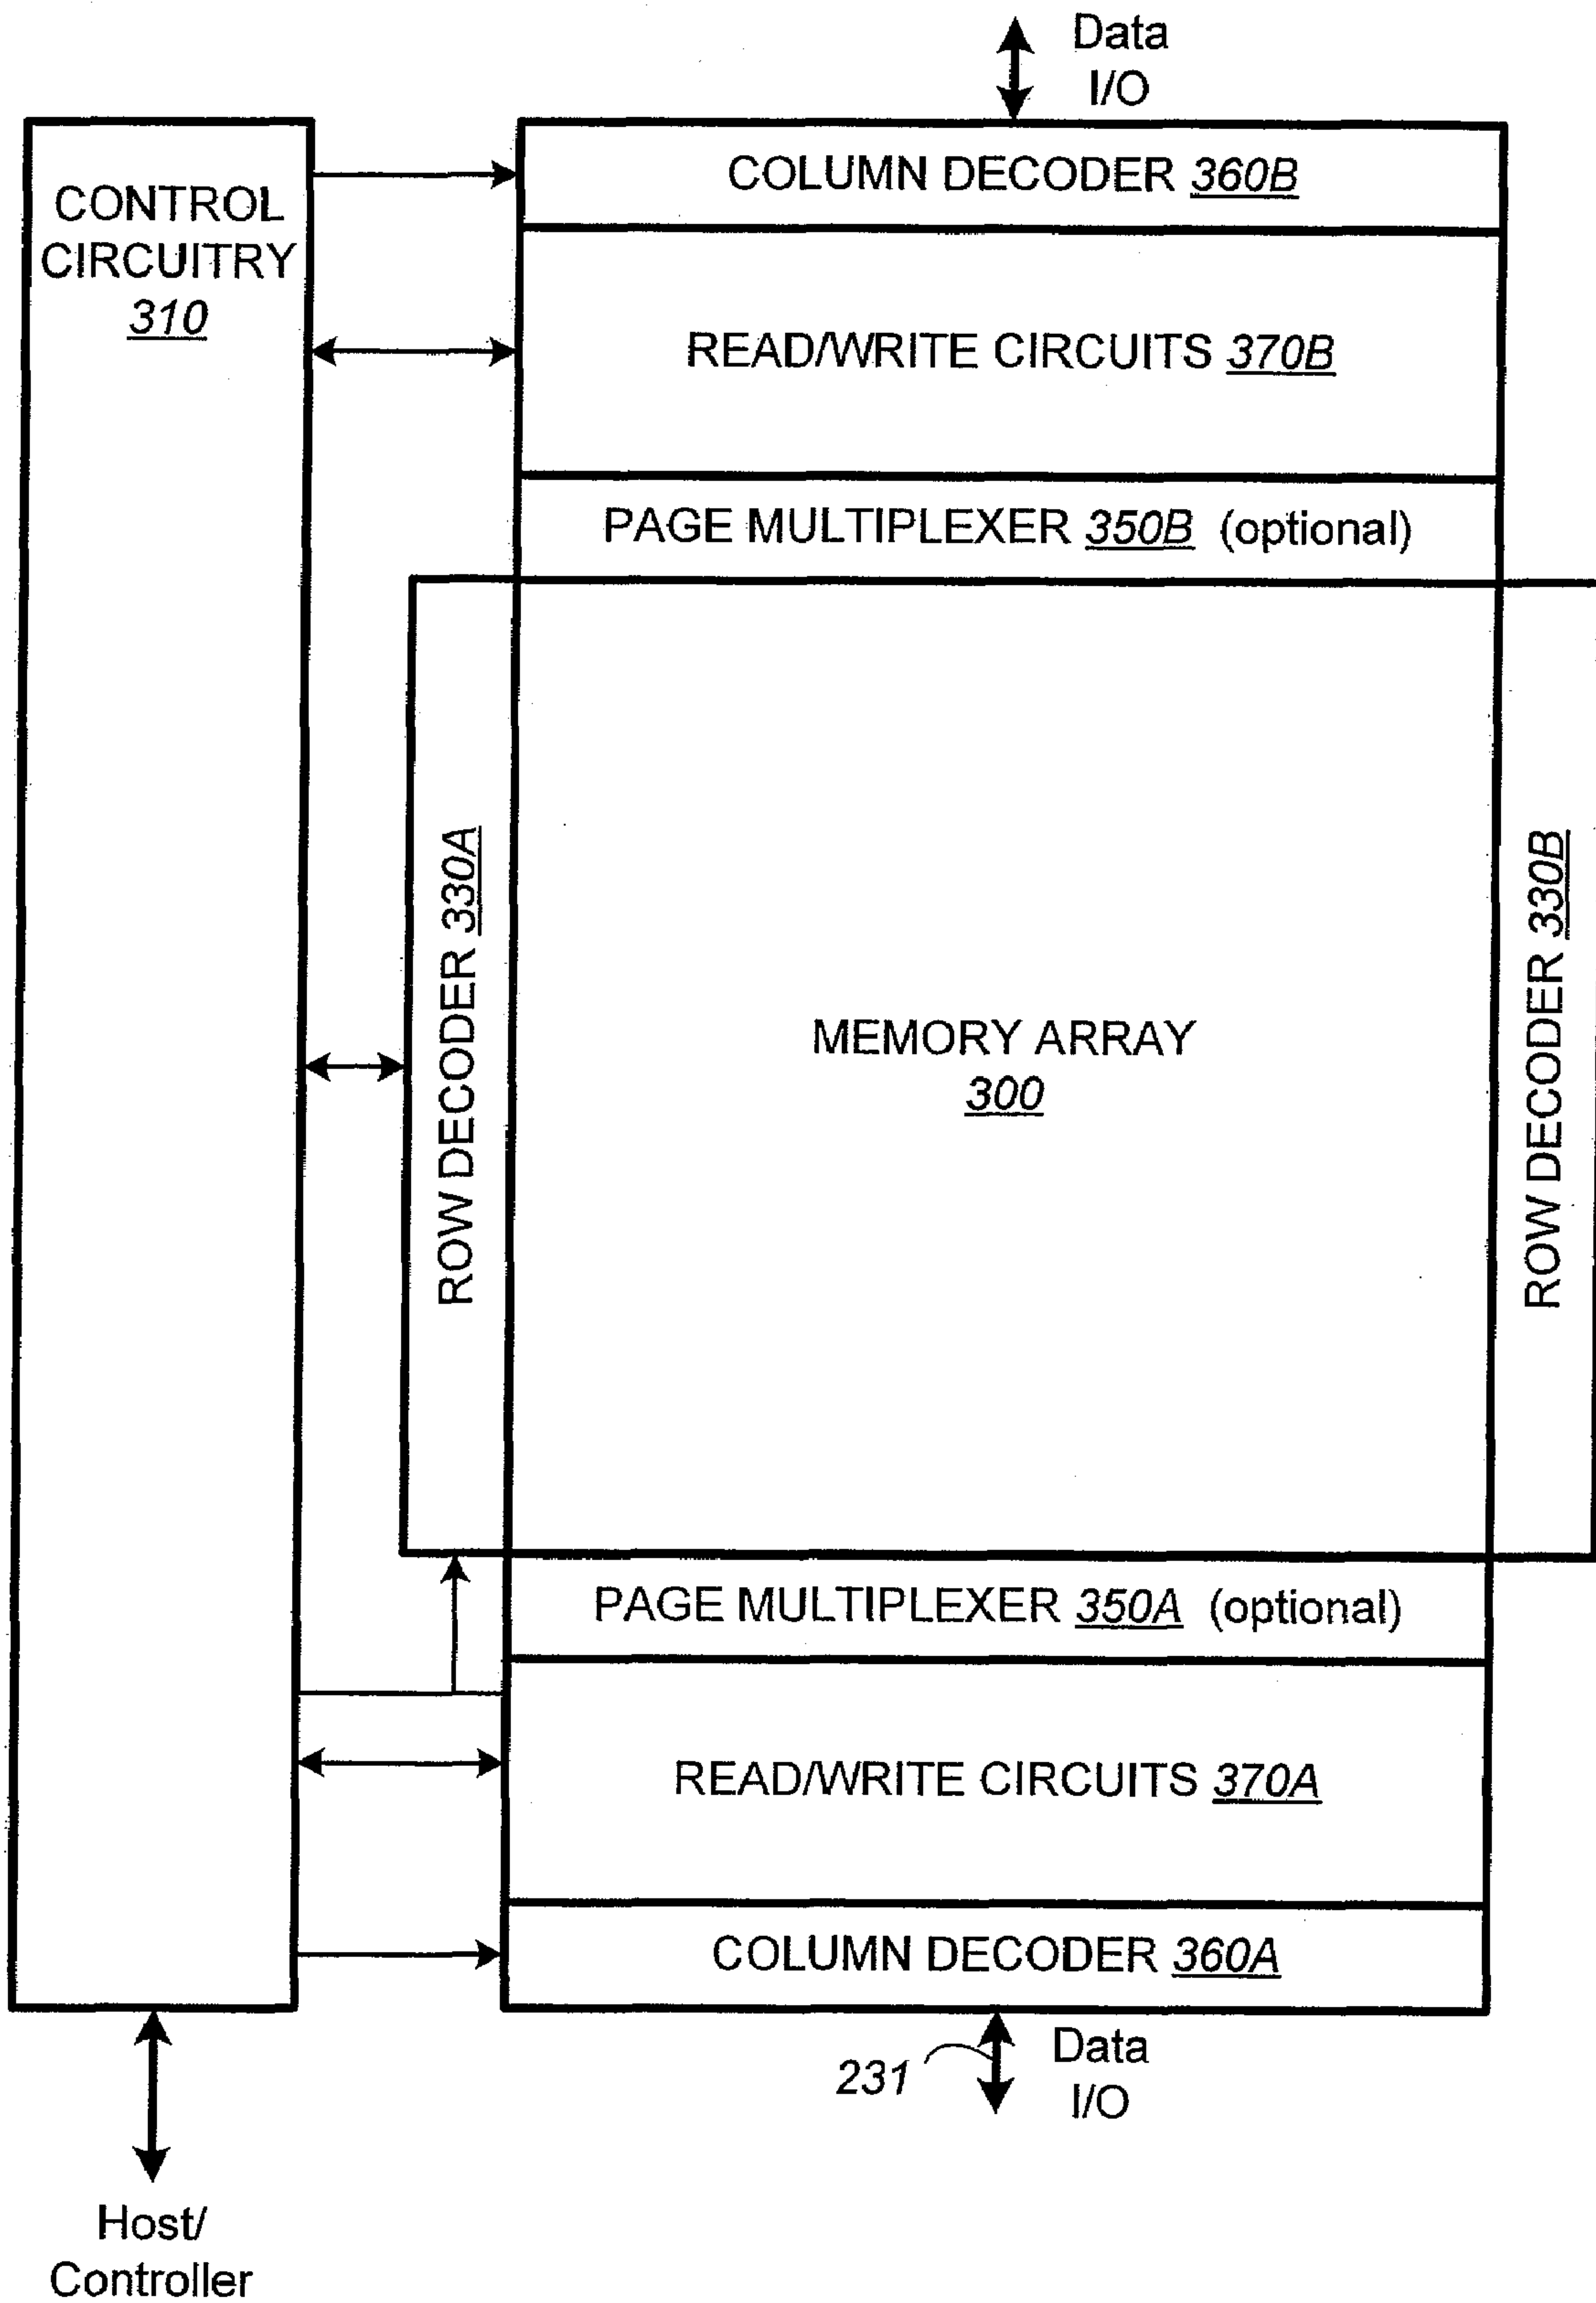 Data
I/O
CONTROL
CIRCUITRY
310
COLUMN DECODER 360B
READ/WRITE CIRCUITS 370B
PAGE MULTIPLEXER 350B (optional)
ROW DECODER 330A
MEMORY ARRAY
300
ROW DECODER 330B
PAGE MULTIPLEXER 350A (optional)
READ/WRITE CIRCUITS 370A
COLUMN DECODER 360A
231
Data
I/O
Host/
Controller